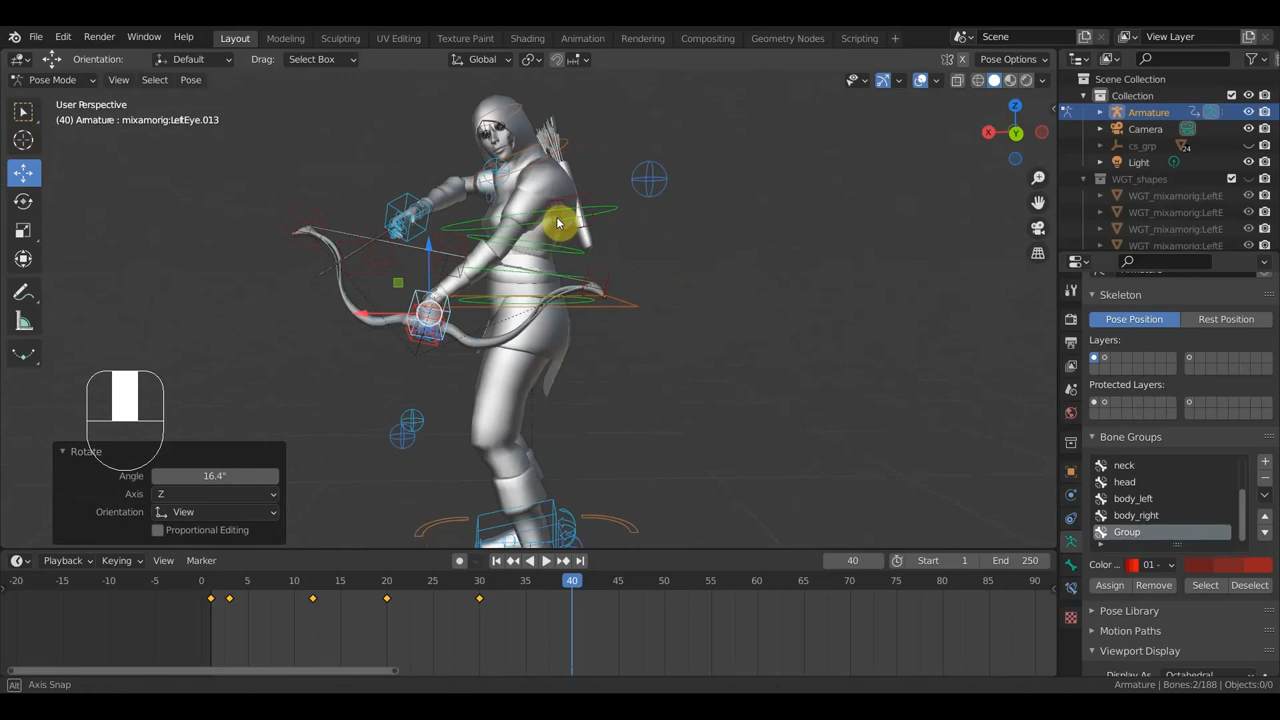 File Edit Render Window Help Layout Modeling Sculpting UV Editing Texture Paint Shading Animation Rendering Compositing Geometry Nodes Scripting Scene View Layer
Orientation: Default Drag: Select Box Global Pose Options
Pose Mode View Select Pose
User Perspective
(40) Armature : mixamorig:LeftEye.013
Scene Collection
Collection
Armature
Camera
cs_grp 24
Light
WGT_shapes
WGT_mixamorig:LeftE
WGT_mixamorig:LeftE
WGT_mixamorig:LeftE
WGT_mixamorig:LeftE
Z
Y
Armature
Skeleton
Pose Position Rest Position
Layers:
Protected Layers:
Bone Groups
neck
head
body_left
body_right
Group
Color ... 01 -
Assign Remove Select Deselect
Pose Library
Motion Paths
Viewport Display
Display As Octahedral
Rotate
Angle 16.4°
Axis Z
Orientation View
Proportional Editing
Playback Keying View Marker 40 Start 1 End 250
-20 -15 -10 -5 0 5 10 15 20 25 30 35 40 45 50 55 60 65 70 75 80 85 90
Alt Axis Snap Armature | Bones:2/188 | Objects:0/0